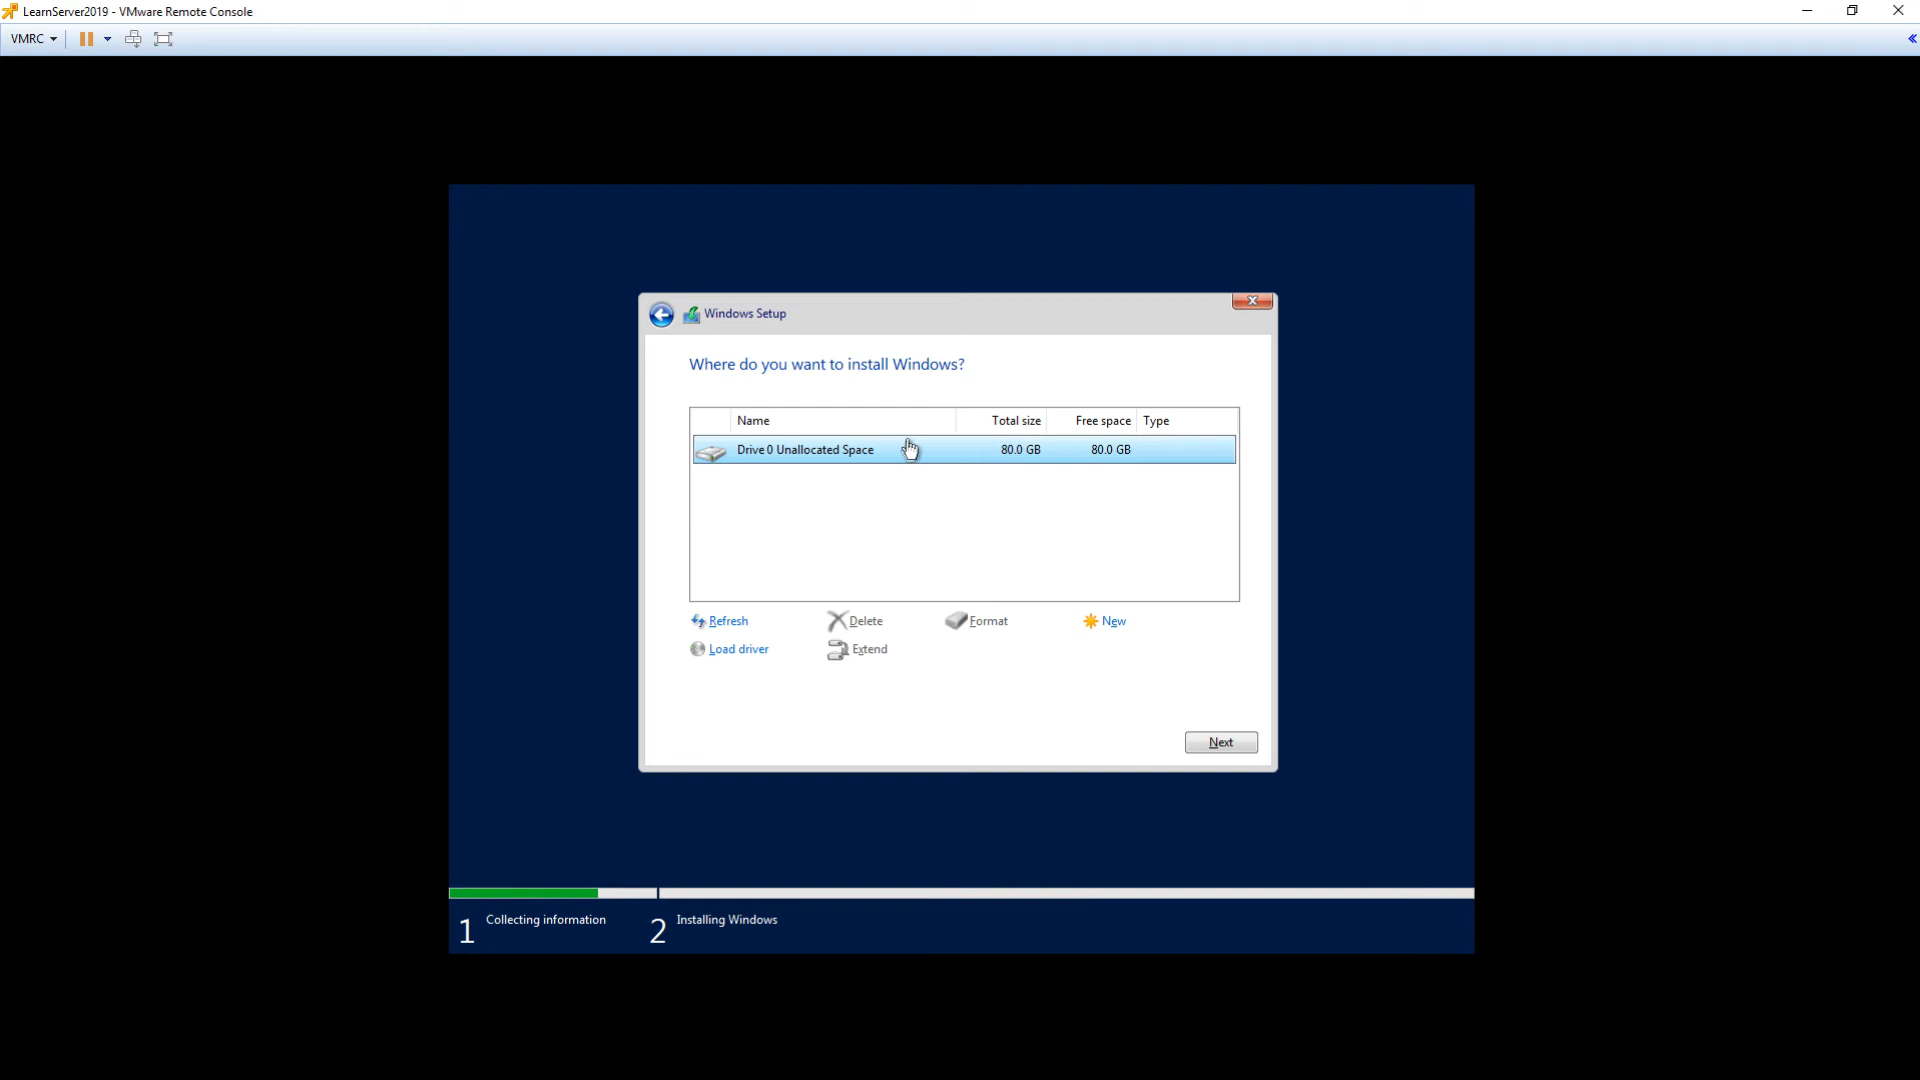 LearnServer2019 - VMware Remote Console
VMRC
Windows Setup
Where do you want to install Windows?
Name Total size Free space Type
Drive 0 Unallocated Space 80.0 GB 80.0 GB
Refresh Delete Format New
Load driver Extend
Next
1 Collecting information 2 Installing Windows